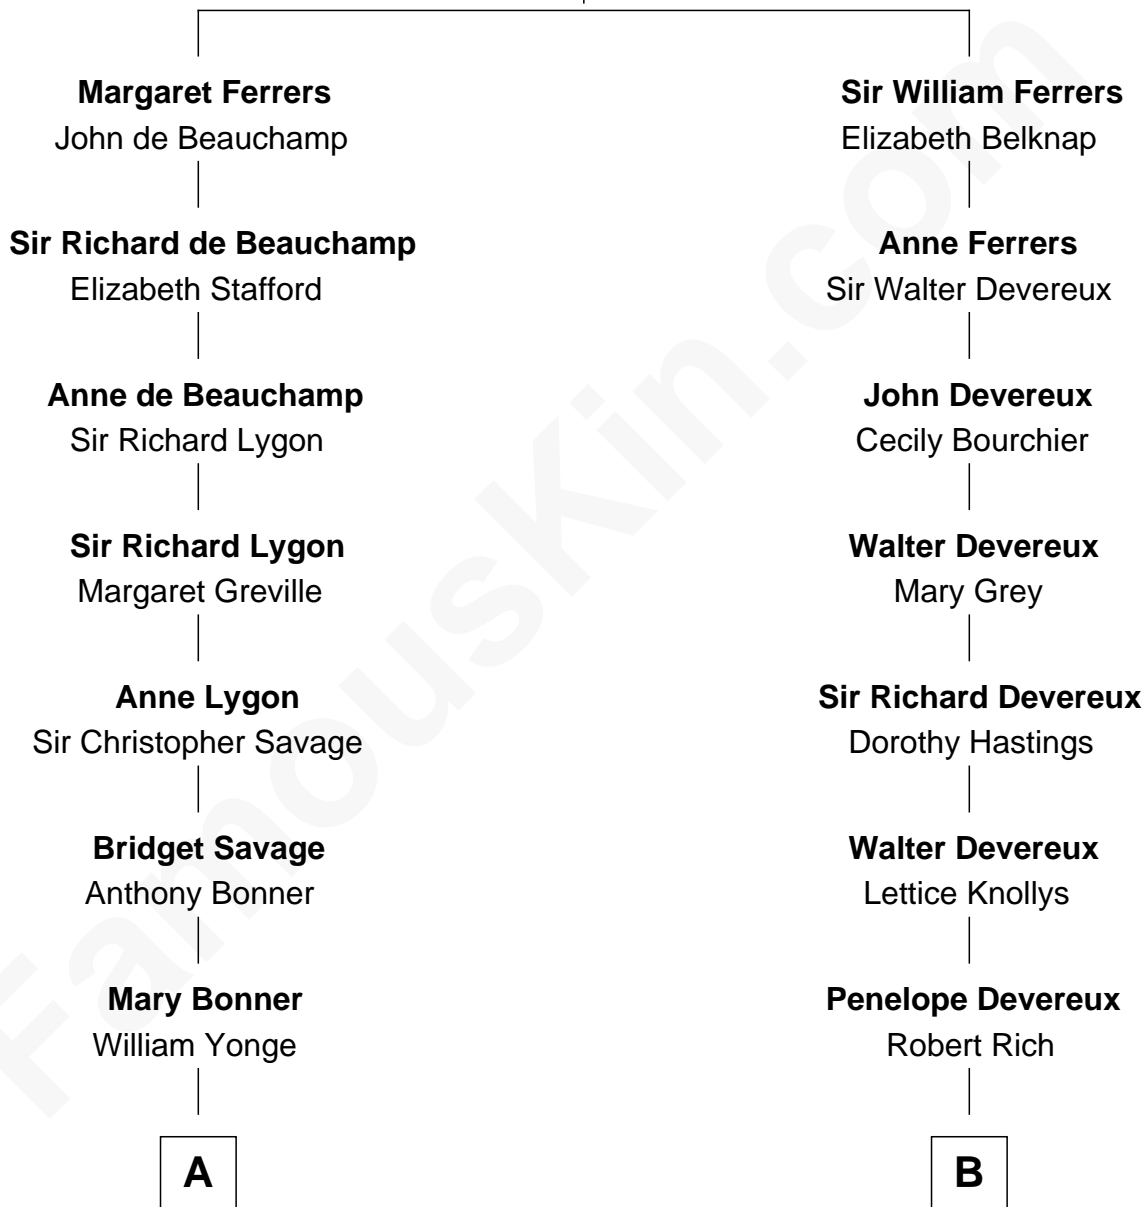 Margaret Ferrers
John de Beauchamp
Sir William Ferrers
Elizabeth Belknap
Sir Richard de Beauchamp
Elizabeth Stafford
Anne Ferrers
Sir Walter Devereux
Anne de Beauchamp
Sir Richard Lygon
John Devereux
Cecily Bourchier
Sir Richard Lygon
Margaret Greville
Walter Devereux
Mary Grey
Anne Lygon
Sir Christopher Savage
Sir Richard Devereux
Dorothy Hastings
Bridget Savage
Anthony Bonner
Walter Devereux
Lettice Knollys
Mary Bonner
William Yonge
Penelope Devereux
Robert Rich
A
B
FamousKin.com